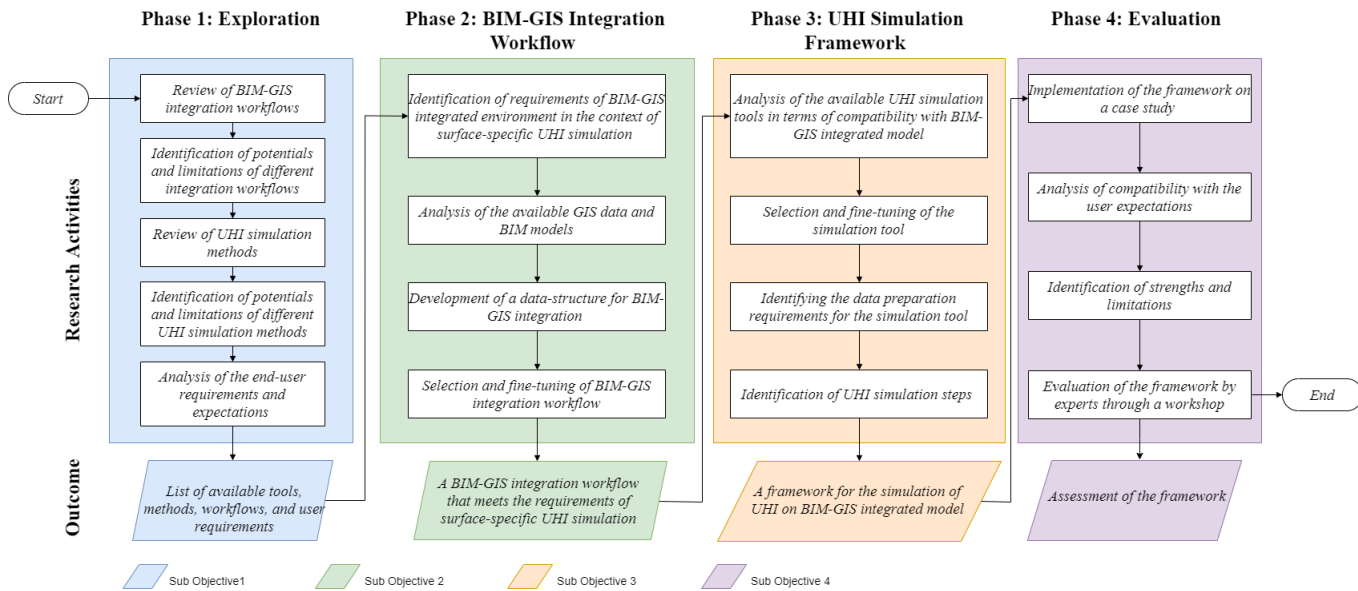 Phase 1: Exploration
Phase 2: BIM-GIS Integration
Workflow
Phase 3: UHI Simulation
Framework
Phase 4: Evaluation
Start
Research Activities
Review of BIM-GIS
integration workflows
Identification of potentials
and limitations of different
integration workflows
Review of UHI simulation
methods
Identification of potentials
and limitations of different
UHI simulation methods
Analysis of the end-user
requirements and
expectations
Identification of requirements of BIM-GIS
integrated environment in the context of
surface-specific UHI simulation
Analysis of the available GIS data and
BIM models
Development of a data-structure for BIM-
GIS integration
Selection and fine-tuning of BIM-GIS
integration workflow
Analysis of the available UHI simulation
tools in terms of compatibility with BIM-
GIS integrated model
Selection and fine-tuning of the
simulation tool
Identifying the data preparation
requirements for the simulation tool
Identification of UHI simulation steps
Implementation of the framework on
a case study
Analysis of compatibility with the
user expectations
Identification of strengths and
limitations
Evaluation of the framework by
experts through a workshop
End
Outcome
List of available tools,
methods, workflows, and user
requirements
A BIM-GIS integration workflow
that meets the requirements of
surface-specific UHI simulation
A framework for the simulation of
UHI on BIM-GIS integrated model
Assessment of the framework
Sub Objective1
Sub Objective 2
Sub Objective 3
Sub Objective 4